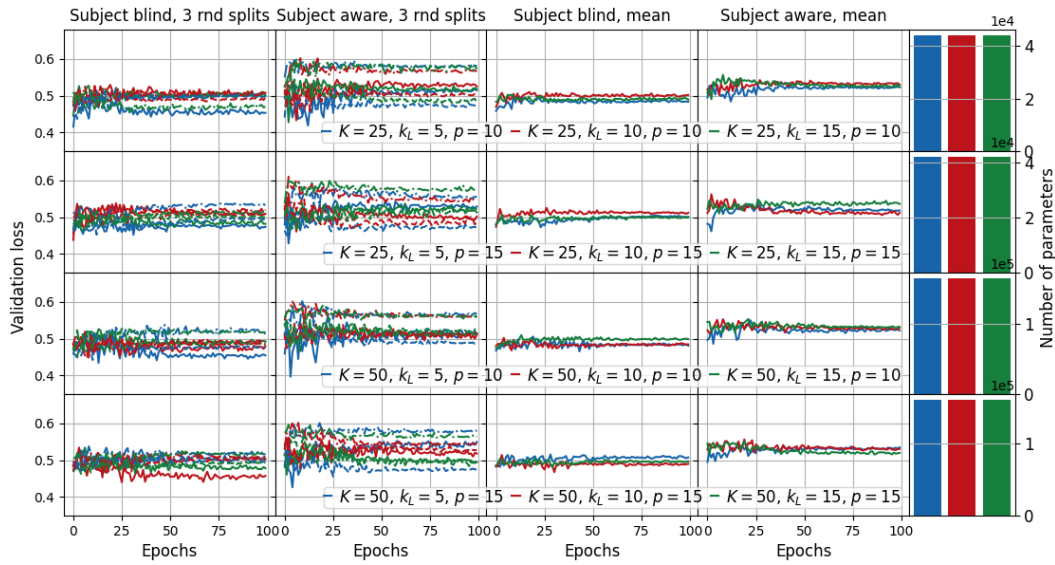 Subject blind, 3 rnd splits Subject aware, 3 rnd splits Subject blind, mean Subject aware, mean 1e4
0.6 4
0.5 2
0.4
K = 25, k_L = 5, p = 10 K = 25, k_L = 10, p = 10 K = 25, k_L = 15, p = 10 0
1e4
0.6 4
0.5 2
0.4
K = 25, k_L = 5, p = 15 K = 25, k_L = 10, p = 15 K = 25, k_L = 15, p = 15 0
1e5
0.6
0.5 1
0.4
K = 50, k_L = 5, p = 10 K = 50, k_L = 10, p = 10 K = 50, k_L = 15, p = 10 0
1e5
0.6
0.5 1
0.4
K = 50, k_L = 5, p = 15 K = 50, k_L = 10, p = 15 K = 50, k_L = 15, p = 15 0
0 25 50 75 100 0 25 50 75 100 0 25 50 75 100 0 25 50 75 100
Epochs Epochs Epochs Epochs
Validation loss
Number of parameters